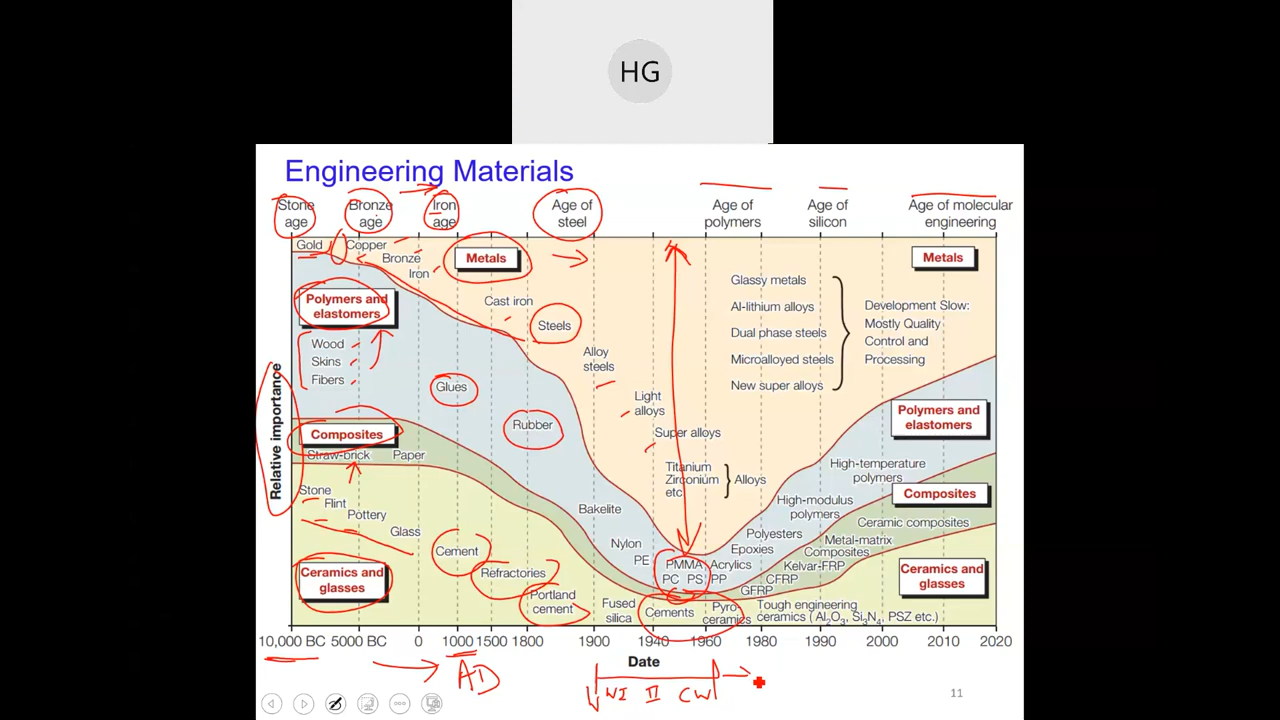 HG
Engineering Materials
Stone age
Bronze age
Iron age
Age of steel
Age of polymers
Age of silicon
Age of molecular engineering
Gold
Copper
Bronze
Iron
Metals
Metals
Polymers and elastomers
Wood
Skins
Fibers
Cast iron
Steels
Alloy steels
Light alloys
Super alloys
Titanium
Zirconium
etc
Alloys
Glassy metals
Al-lithium alloys
Dual phase steels
Microalloyed steels
New super alloys
Development Slow:
Mostly Quality
Control and
Processing
Glues
Rubber
Relative importance
Composites
Straw-brick
Paper
Stone
Flint
Pottery
Glass
Cement
Refractories
Portland cement
Ceramics and glasses
Bakelite
Nylon
PE
PMMA
PC
PS
Acrylics
PP
Epoxies
Polyesters
High-modulus polymers
High-temperature polymers
Polymers and elastomers
Composites
Ceramic composites
Metal-matrix Composites
Kelvar-FRP
CFRP
GFRP
Fused silica
Cements
Pyro-ceramics
Tough engineering
ceramics ( Al2O3, Si3N4, PSZ etc.)
Ceramics and glasses
10,000 BC
5000 BC
0
1000
1500
1800
1900
1940
1960
1980
1990
2000
2010
2020
Date
AD
WI II CW
11